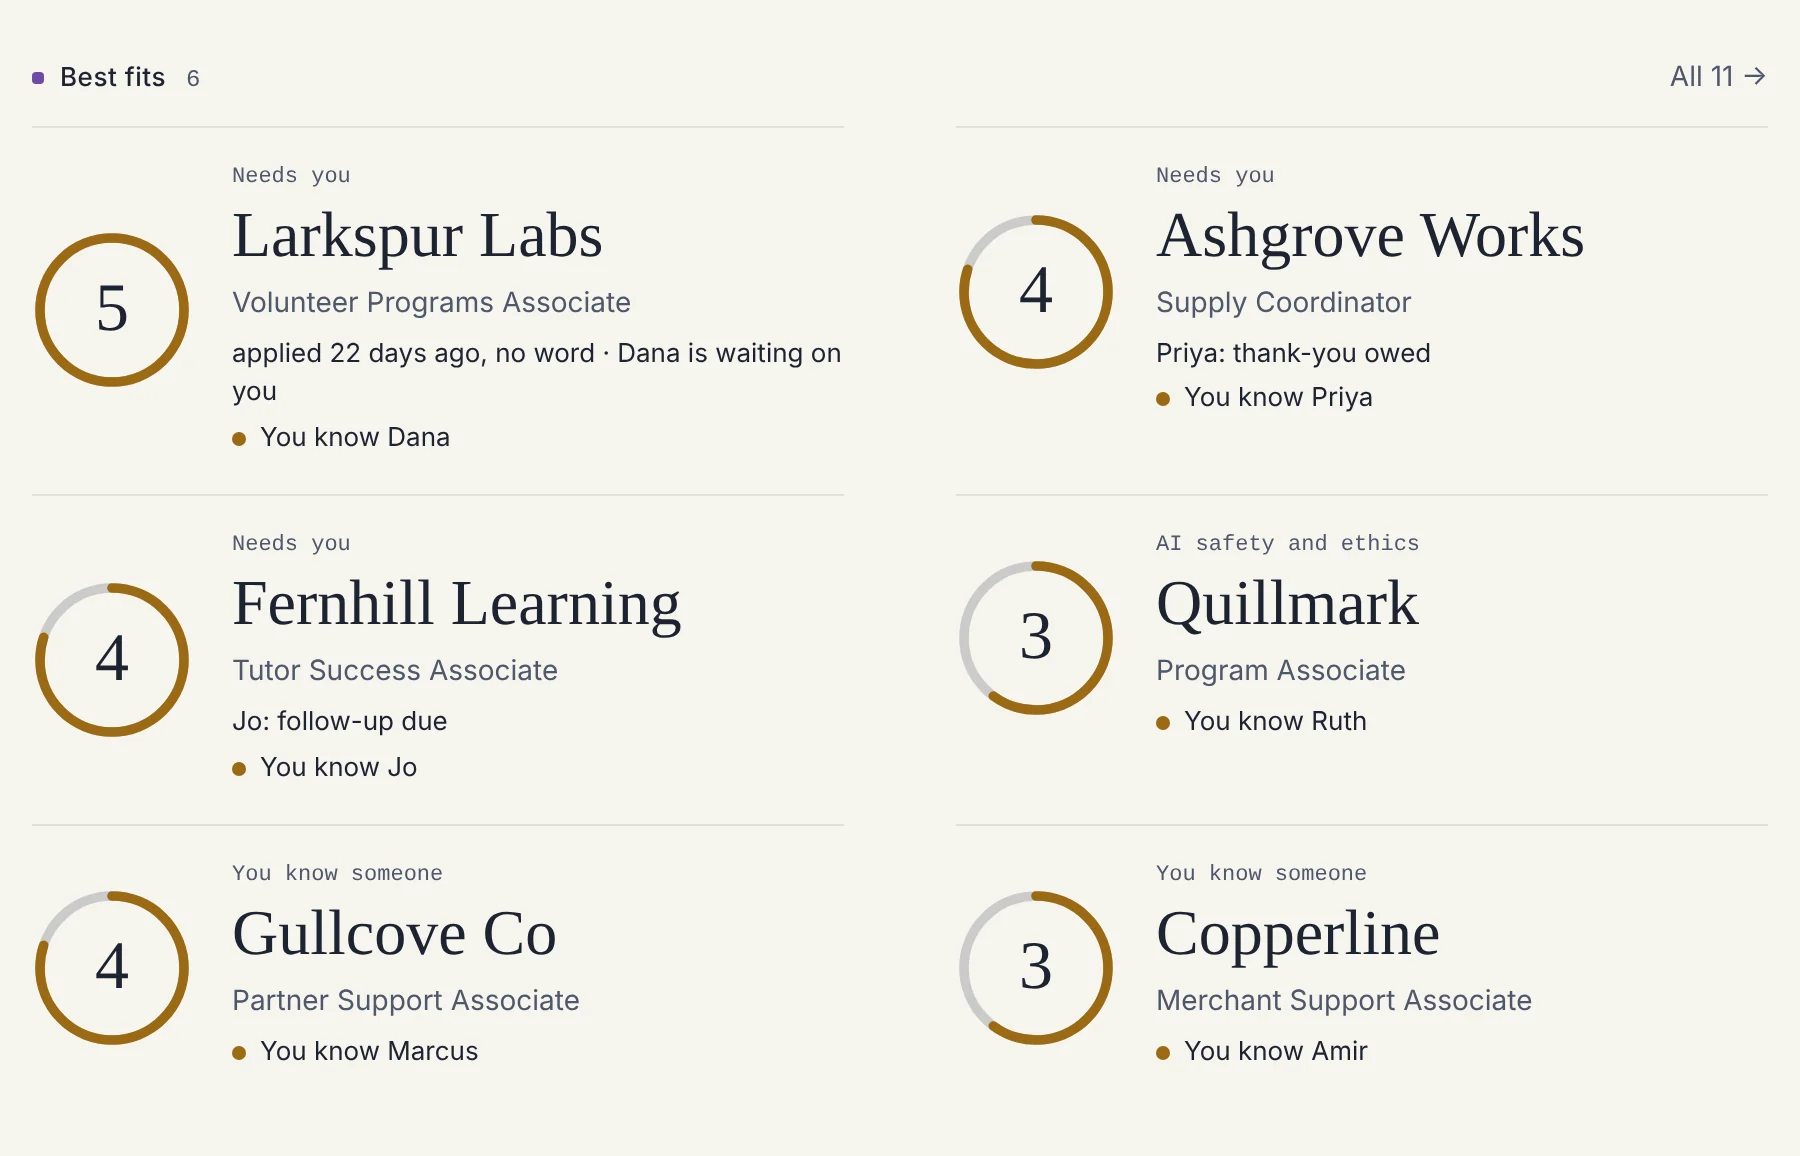 Best fits 6
All 11 →
Needs you
5
Larkspur Labs
Volunteer Programs Associate
applied 22 days ago, no word · Dana is waiting on
you
You know Dana
Needs you
4
Ashgrove Works
Supply Coordinator
Priya: thank-you owed
You know Priya
Needs you
4
Fernhill Learning
Tutor Success Associate
Jo: follow-up due
You know Jo
AI safety and ethics
3
Quillmark
Program Associate
You know Ruth
You know someone
4
Gullcove Co
Partner Support Associate
You know Marcus
You know someone
3
Copperline
Merchant Support Associate
You know Amir